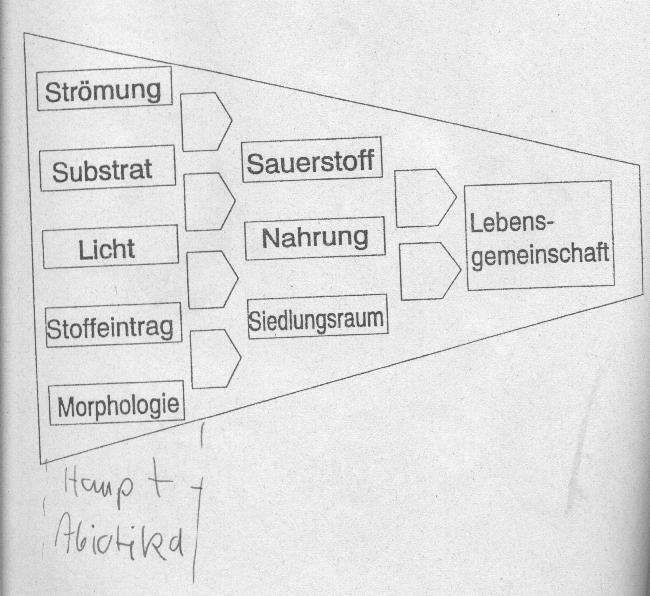 Strömung
Substrat
Licht
Stoffeintrag
Morphologie
Sauerstoff
Nahrung
Siedlungsraum
Lebens-
gemeinschaft
Haupt -
Abiotika